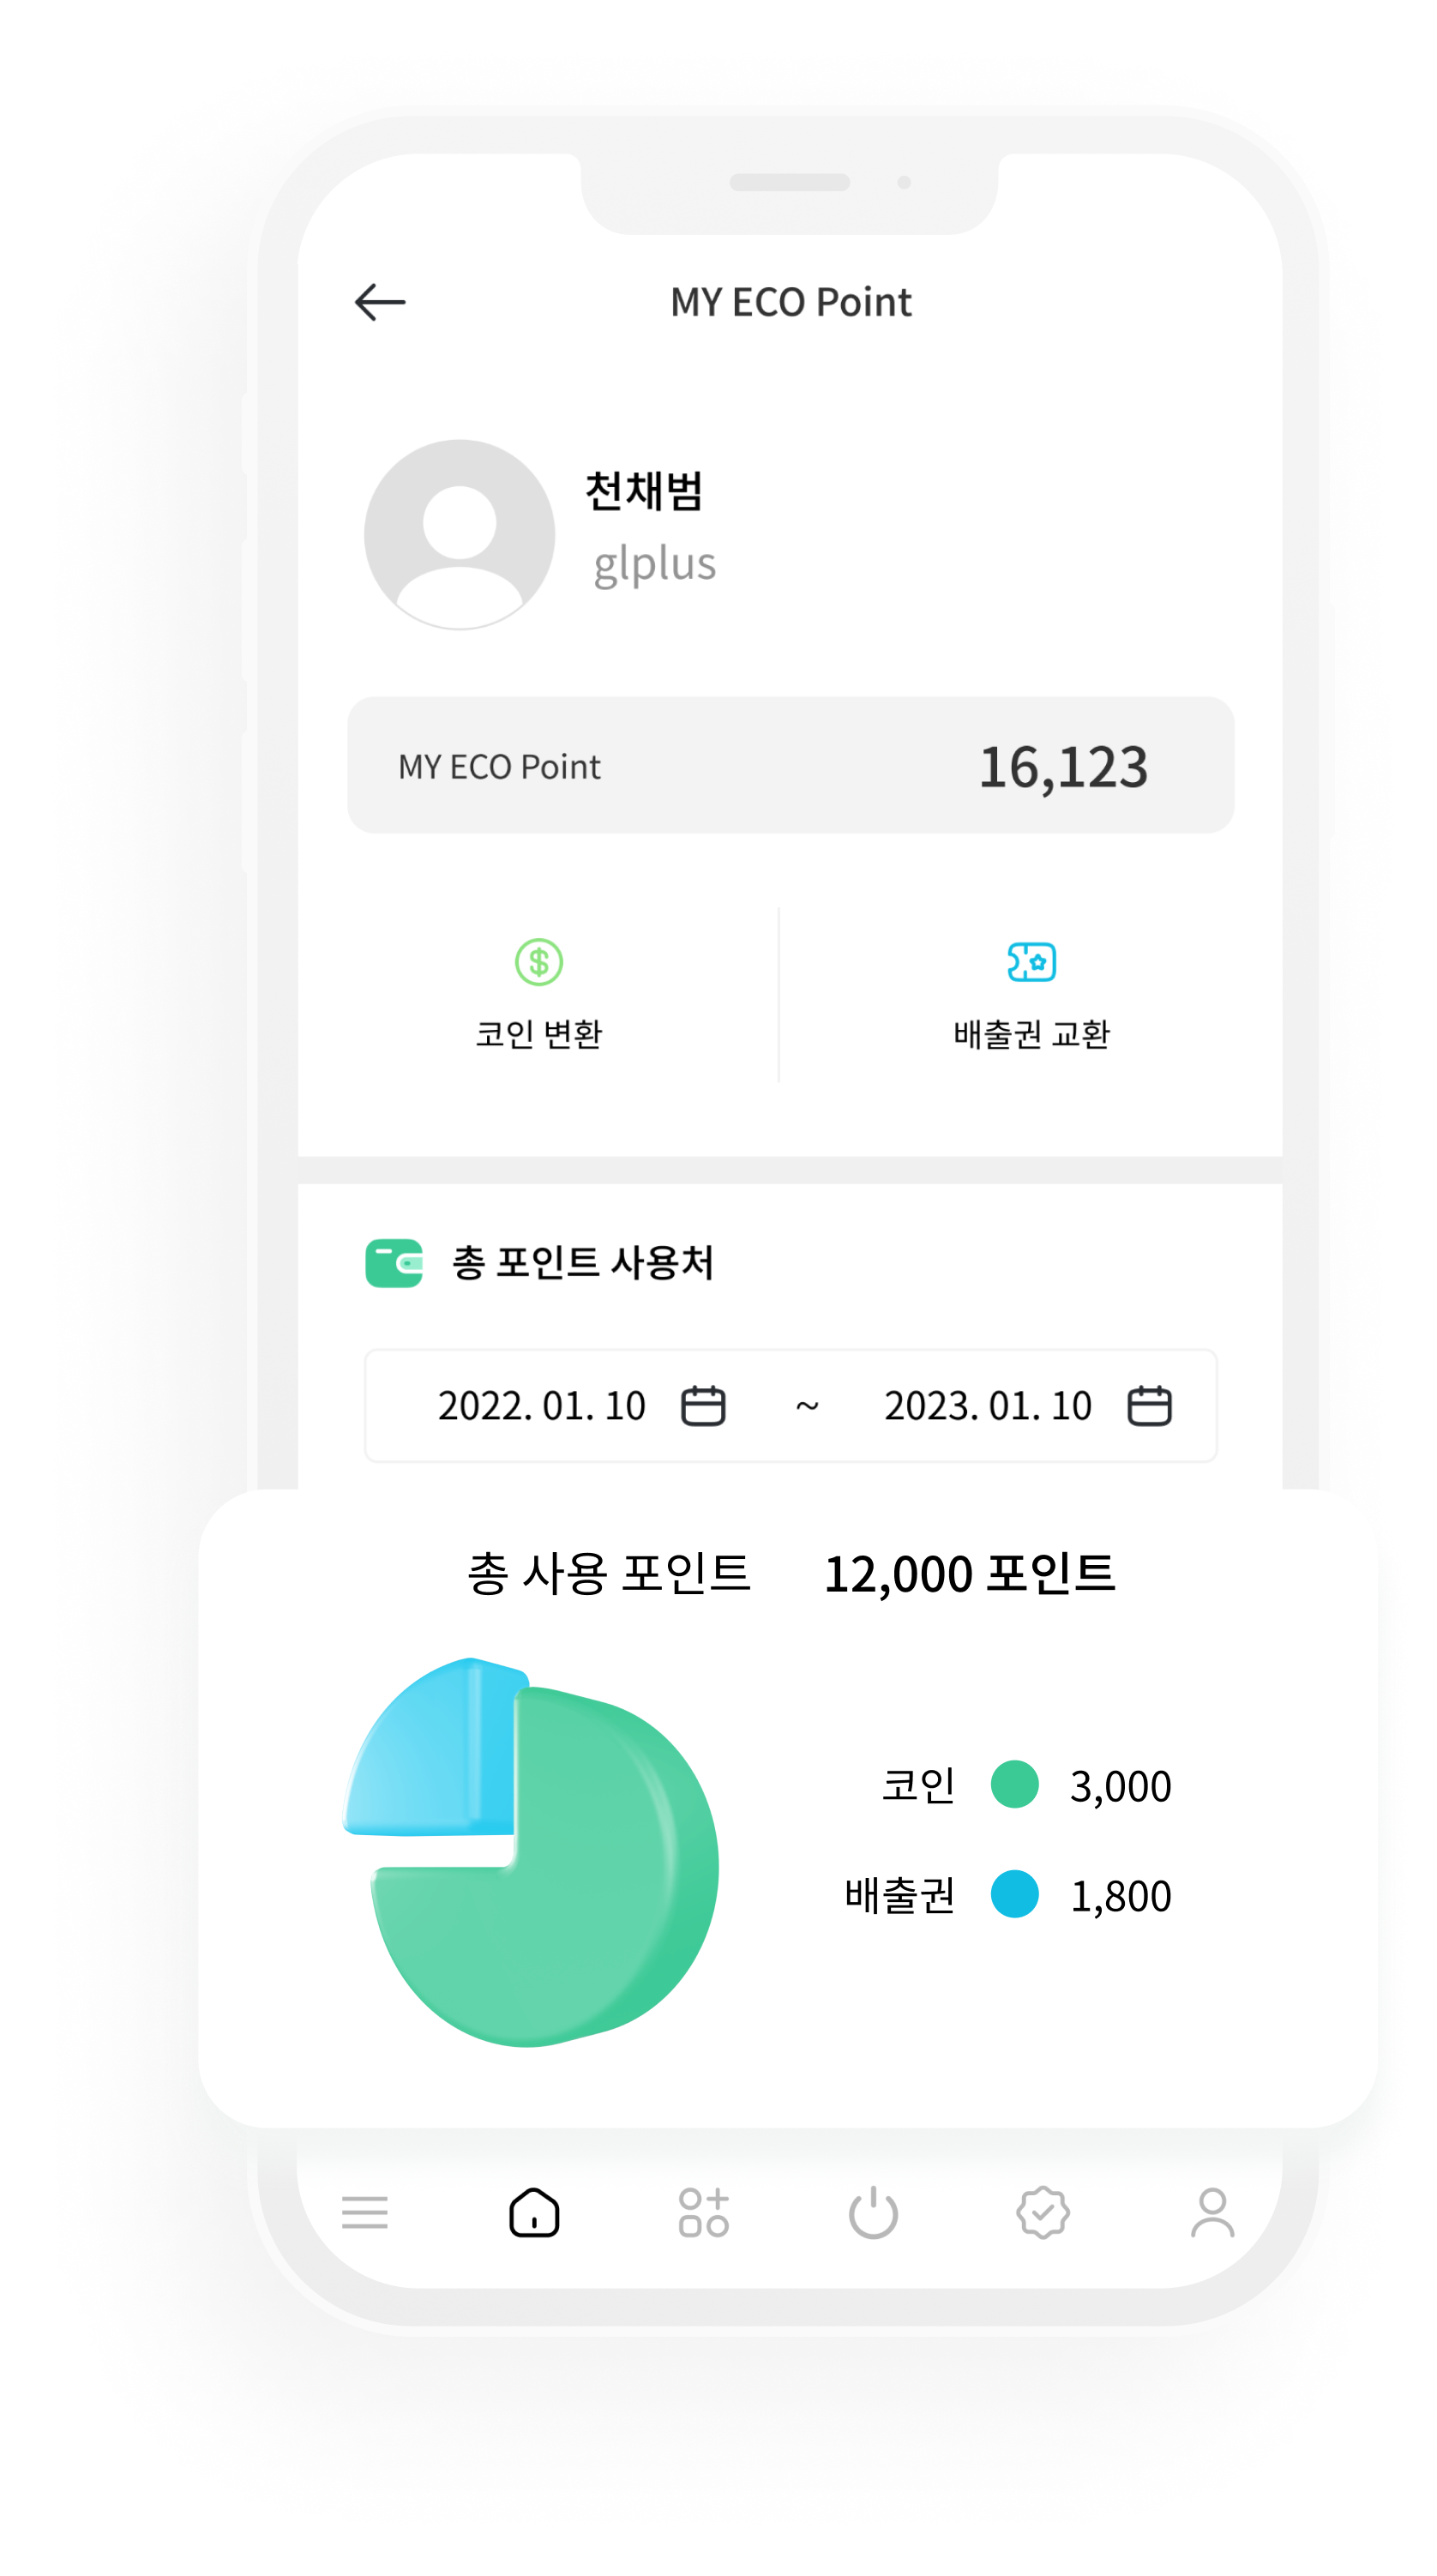 MY ECO Point
천채범
glplus
MY ECO Point 16,123
코인 변환 배출권 교환
총 포인트 사용처
2022. 01. 10 ~ 2023. 01. 10
총 사용 포인트 12,000 포인트
코인 3,000
배출권 1,800